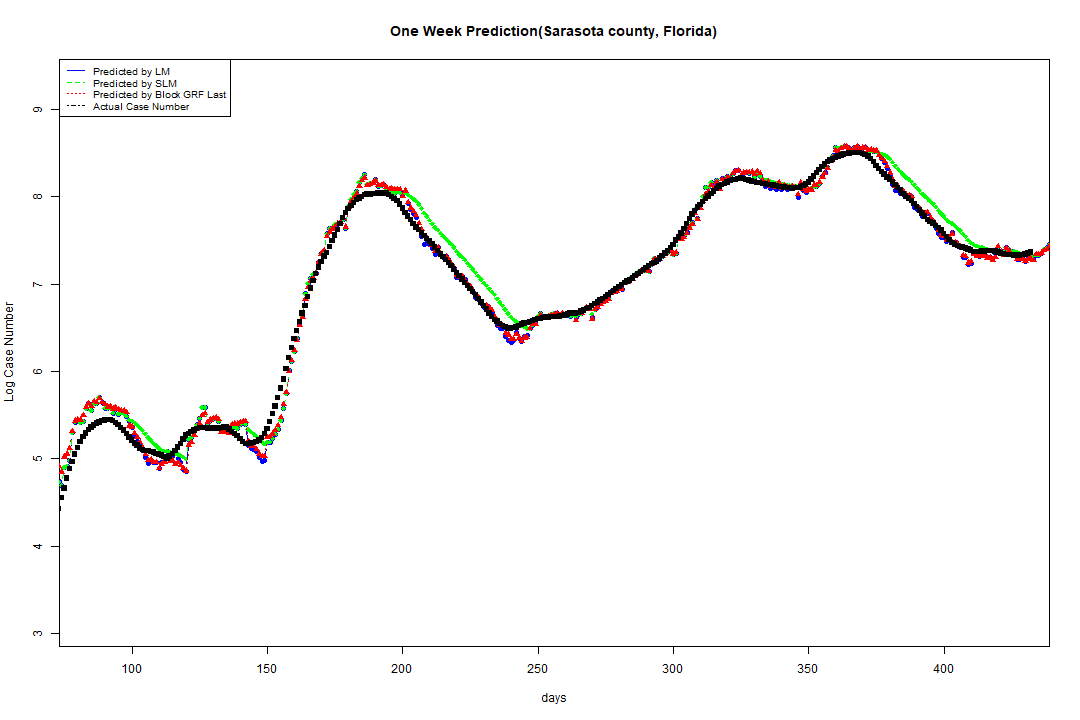 One Week Prediction(Sarasota county, Florida)
Predicted by LM
Predicted by SLM
Predicted by Block GRF Last
Actual Case Number
9
8
7
6
5
4
3
Log Case Number
100 150 200 250 300 350 400
days